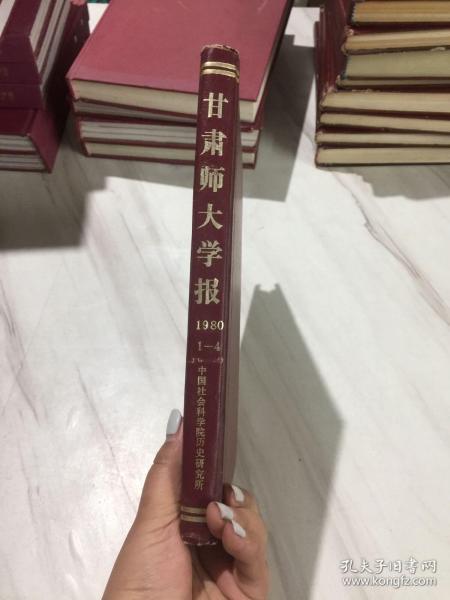 甘肃师大学报
1980
1-4
中国社会科学院历史研究所
孔夫子旧书网
www.kongfz.com